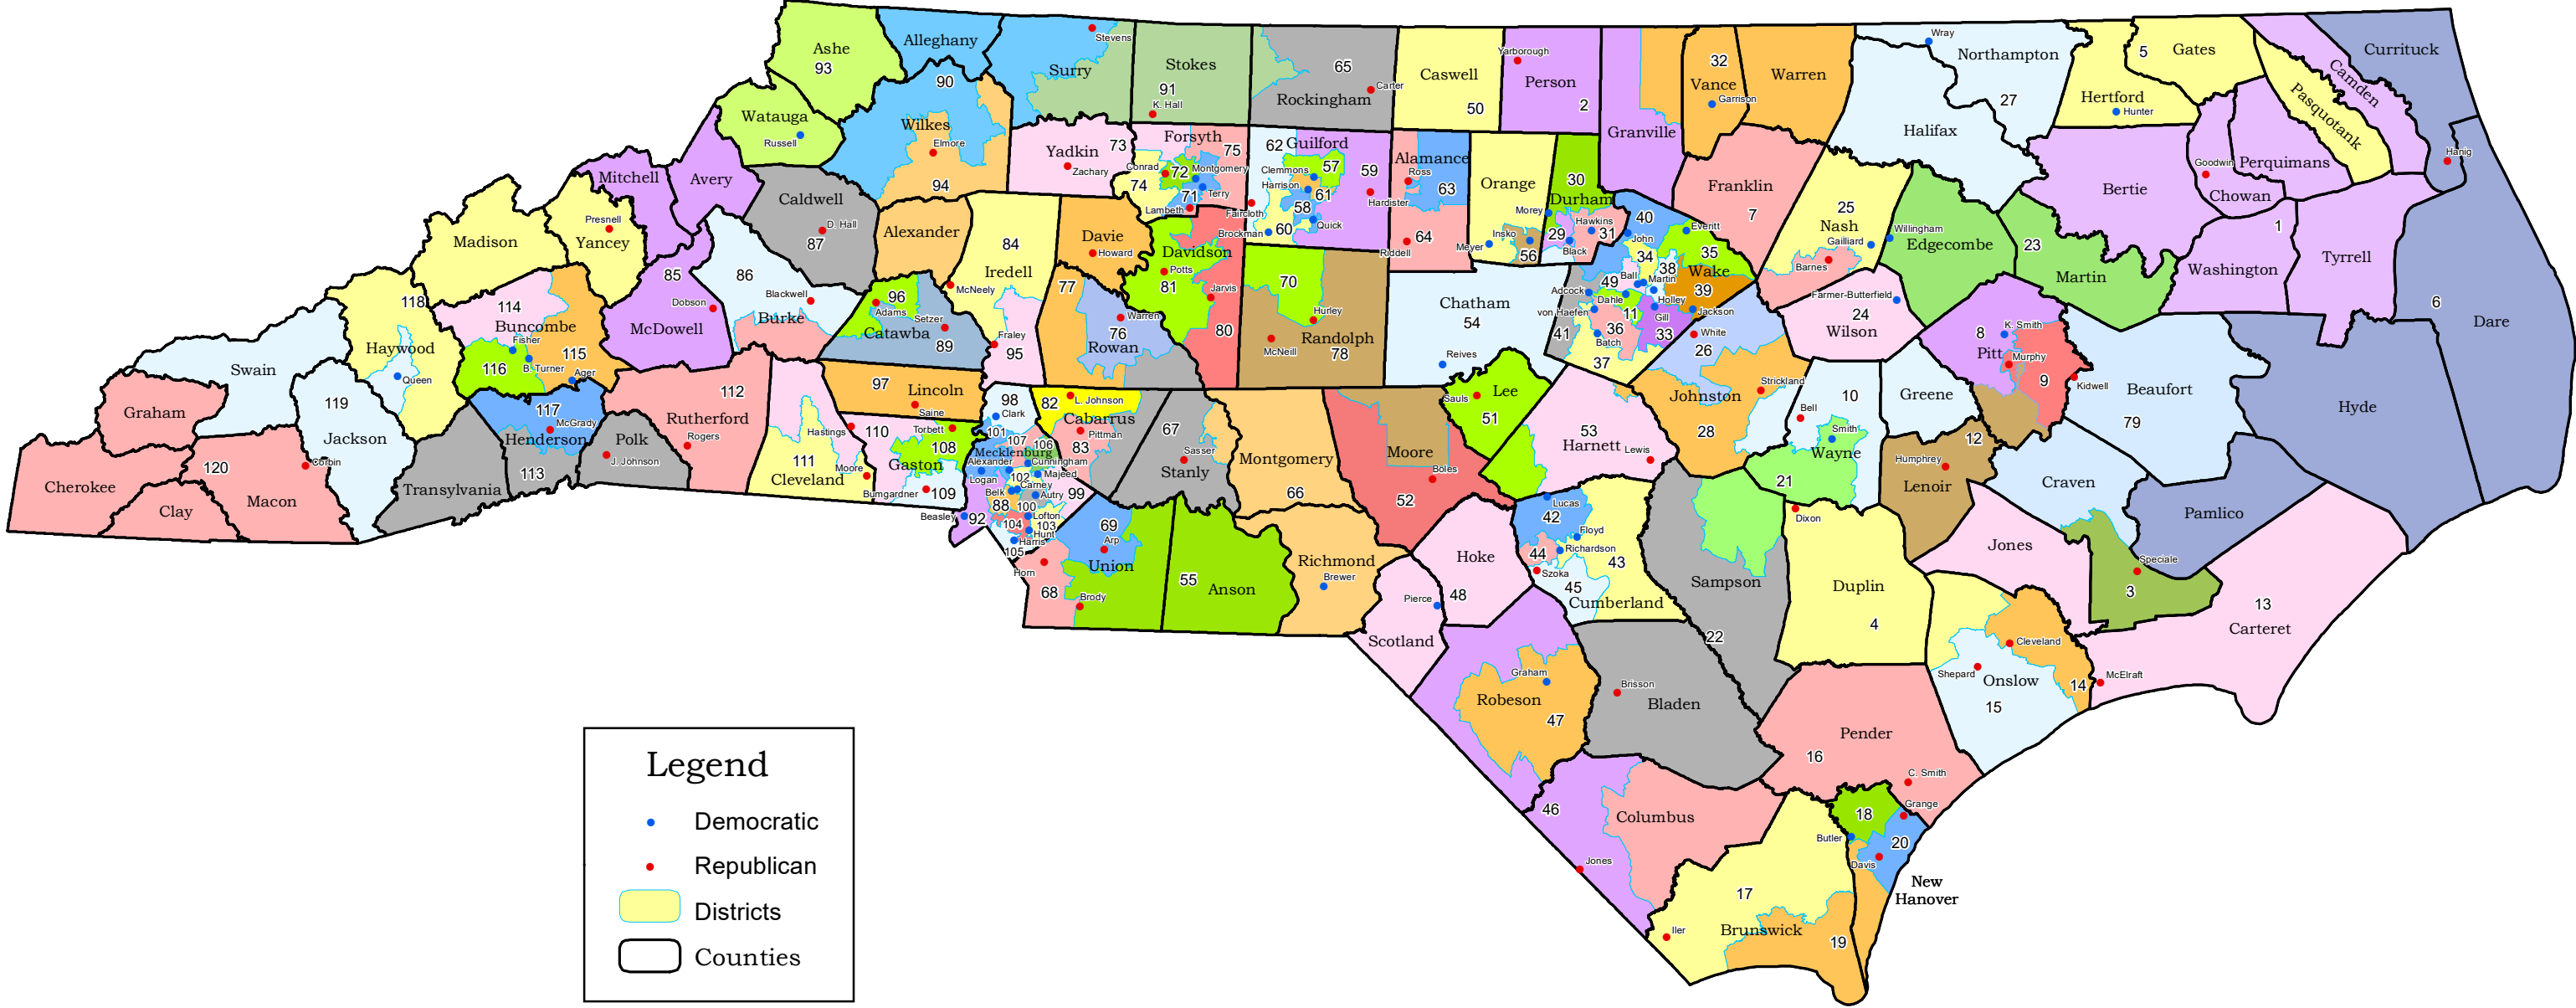 Ashe
93
Alleghany
90
Surry
Stevens
Stokes
91
K. Hall
65
Rockingham
Carter
Caswell
50
Yarborough
Person
2
Granville
32
Vance
Garrison
Warren
Wray
Northampton
27
Halifax
5
Gates
Hertford
Hunter
Camden
Pasquotank
Currituck
Hanig
Watauga
Russell
Wilkes
Elmore
94
Yadkin
73
Zachary
Forsyth
75
Conrad
72
Montgomery
74
71
Terry
Lambeth
62
Guilford
Clemmons
57
59
Harrison
61
58
Hardister
Faircloth
Quick
Brockman
60
Alamance
Ross
63
64
Riddell
Orange
Morey
Insko
Meyer
56
30
Durham
29
Hawkins
31
Black
40
John
Everitt
35
34
38
Wake
Ball
Martin
49
39
Adcock
Dahle
Holley
von Haefen
11
Gill
Jackson
36
33
41
Batch
37
Franklin
7
25
Nash
Gailliard
Barnes
Willingham
Edgecombe
23
Martin
Bertie
Goodwin
Perquimans
Chowan
1
Washington
Tyrrell
6
Dare
Mitchell
Avery
Presnell
Yancey
Madison
Caldwell
D. Hall
87
Alexander
84
Iredell
McNeely
Fraley
95
Davie
Howard
77
Davidson
Potts
81
Jarvis
80
Warren
76
Rowan
70
Hurley
McNeill
Randolph
78
Chatham
54
Reives
Farmer-Butterfield
24
Wilson
White
26
Strickland
Johnston
28
8
K. Smith
Pitt
Murphy
9
Kidwell
Beaufort
79
Hyde
Greene
10
Bell
Smith
Wayne
21
12
Humphrey
Lenoir
85
86
Dobson
McDowell
Blackwell
Burke
96
Adams
Setzer
Catawba
89
118
114
Buncombe
Fisher
115
116
B. Turner
Ager
Haywood
Queen
Swain
119
Jackson
Graham
Corbin
120
Cherokee
Macon
Clay
Transylvania
117
McGrady
Henderson
113
Polk
J. Johnson
112
Rutherford
Rogers
97
Lincoln
Saine
Hastings
110
Torbett
108
111
Moore
Gaston
Cleveland
Bumgardner
109
98
Clark
82
L. Johnson
Cabarrus
Pittman
83
101
107
106
Mecklenburg
Alexander
Cunningham
Majeed
Logan
102
Carney
Belk
Autry
99
88
100
Beasley
92
Lofton
104
103
Hunt
Harris
105
67
Sasser
Stanly
Montgomery
66
Moore
Boles
52
Sauls
Lee
51
53
Harnett
Lewis
69
Arp
Union
Horn
68
Brody
55
Anson
Richmond
Brewer
Hoke
48
Pierce
Scotland
Lucas
42
Floyd
44
Richardson
43
Szoka
45
Cumberland
Sampson
22
Dixon
Duplin
4
Jones
Craven
Pamlico
Speciale
3
13
Carteret
McElraft
Cleveland
Shepard
Onslow
14
15
Graham
Robeson
47
Brisson
Bladen
Pender
16
C. Smith
Grange
18
20
Butler
Davis
New
Hanover
46
Columbus
Jones
17
Iler
Brunswick
19
Legend
Democratic
Republican
Districts
Counties